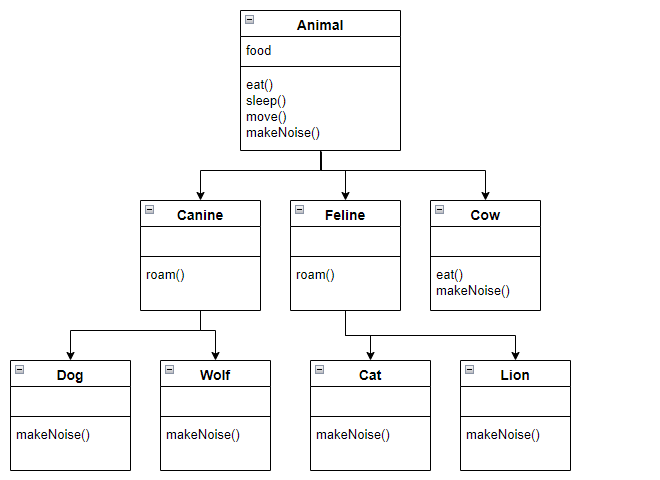 Animal
food
eat()
sleep()
move()
makeNoise()
Canine
roam()
Feline
roam()
Cow
eat()
makeNoise()
Dog
makeNoise()
Wolf
makeNoise()
Cat
makeNoise()
Lion
makeNoise()